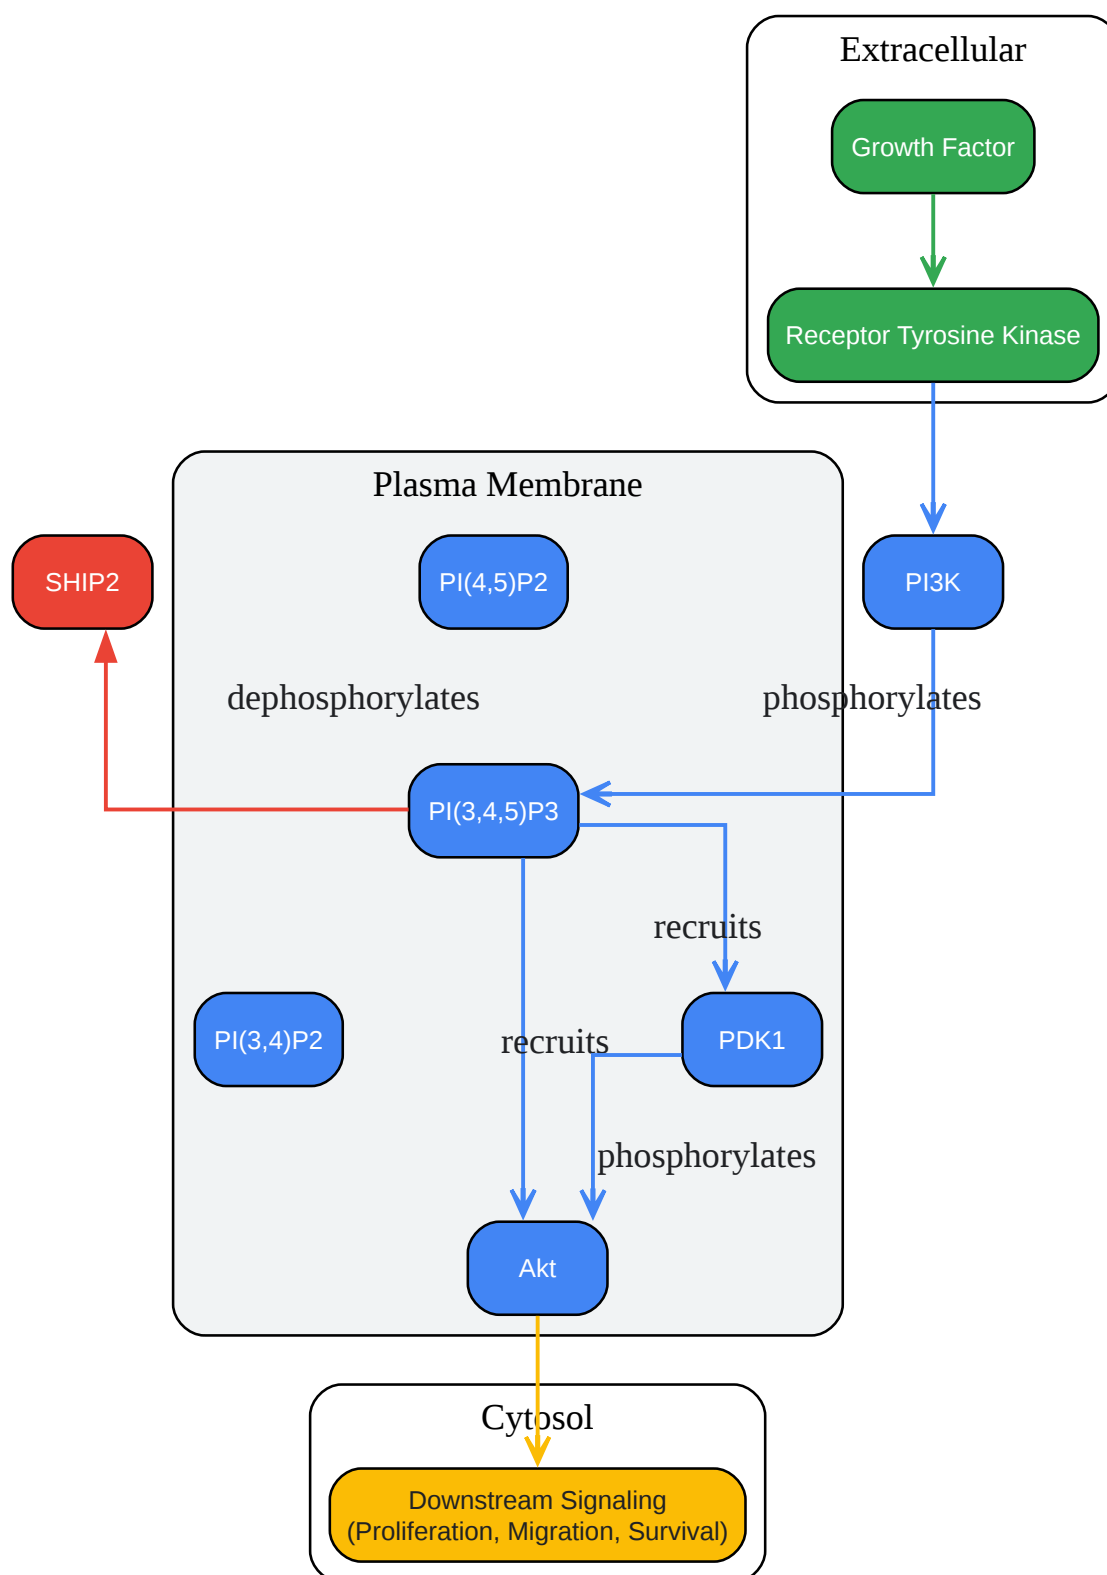 Extracellular
Growth Factor
Receptor Tyrosine Kinase
Plasma Membrane
SHIP2
PI(4,5)P2
PI3K
dephosphorylates
phosphorylates
PI(3,4,5)P3
recruits
PI(3,4)P2
recruits
PDK1
phosphorylates
Akt
Cytosol
Downstream Signaling
(Proliferation, Migration, Survival)